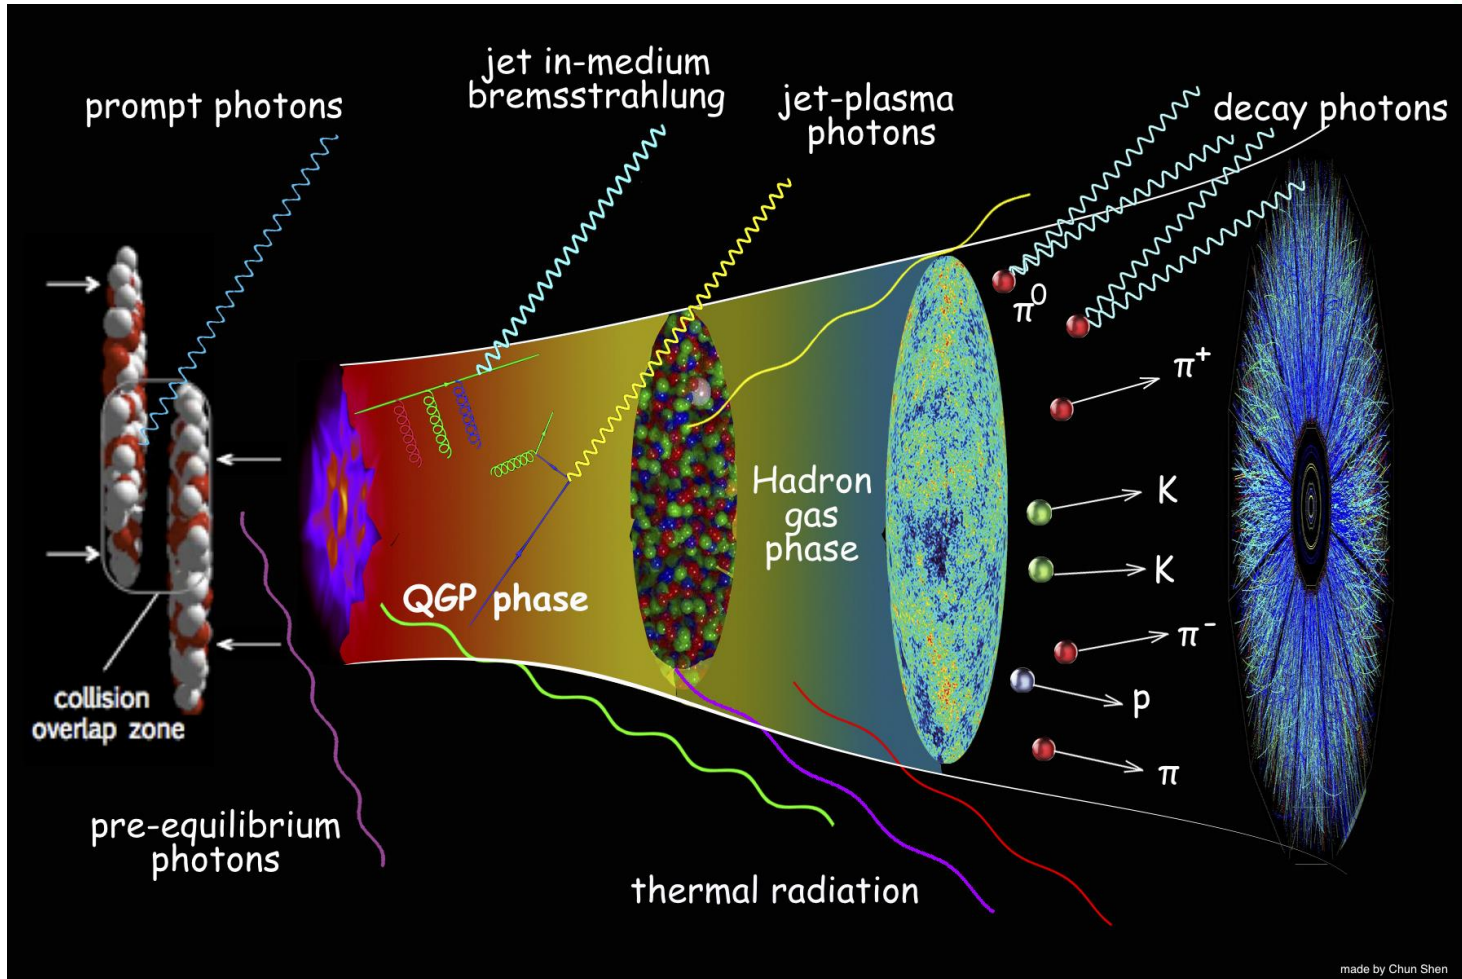 prompt photons
jet in-medium
bremsstrahlung
jet-plasma
photons
decay photons
π⁰
π⁺
K
K
π⁻
p
π
Hadron
gas
phase
QGP phase
collision
overlap zone
pre-equilibrium
photons
thermal radiation
made by Chun Shen